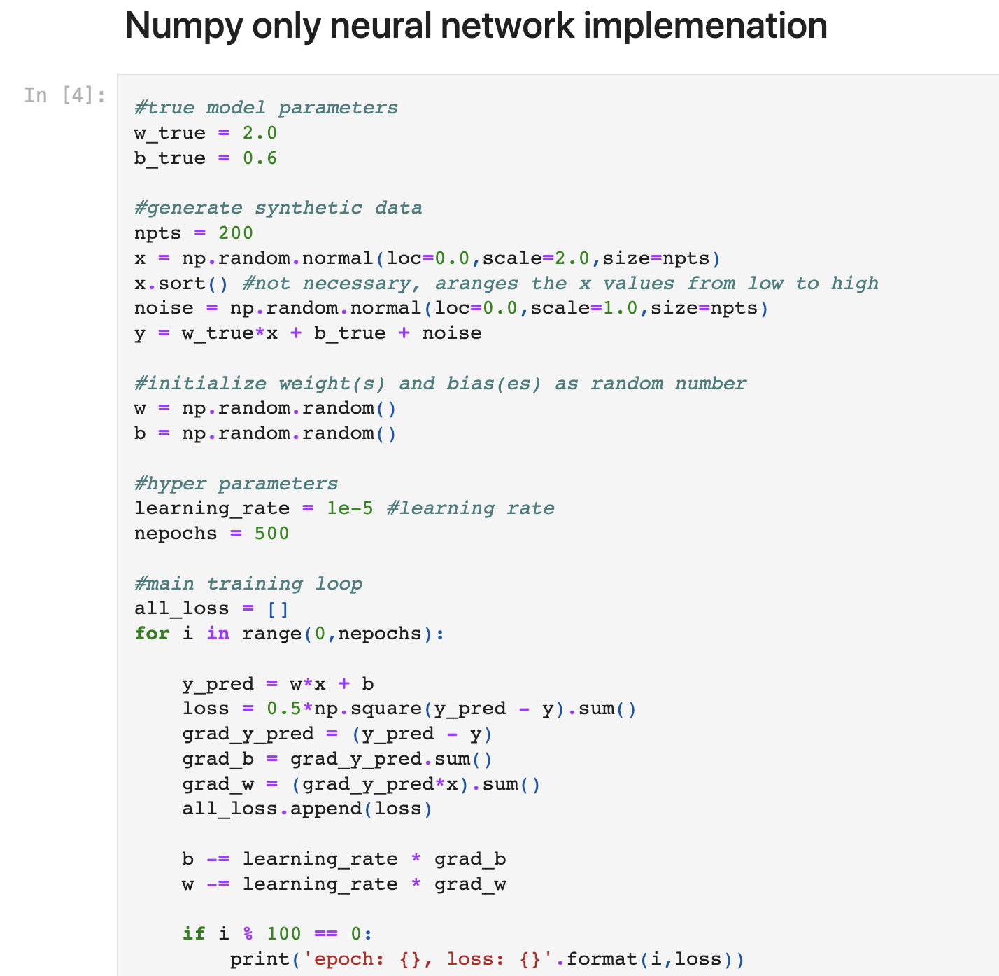 Numpy only neural network implemenation
In [4]:
#true model parameters
w_true = 2.0
b_true = 0.6
#generate synthetic data
npts = 200
x = np.random.normal(loc=0.0,scale=2.0,size=npts)
x.sort() #not necessary, aranges the x values from low to high
noise = np.random.normal(loc=0.0,scale=1.0,size=npts)
y = w_true*x + b_true + noise
#initialize weight(s) and bias(es) as random number
w = np.random.random()
b = np.random.random()
#hyper parameters
learning_rate = 1e-5 #learning rate
nepochs = 500
#main training loop
all_loss = []
for i in range(0,nepochs):
    y_pred = w*x + b
    loss = 0.5*np.square(y_pred - y).sum()
    grad_y_pred = (y_pred - y)
    grad_b = grad_y_pred.sum()
    grad_w = (grad_y_pred*x).sum()
    all_loss.append(loss)
    b -= learning_rate * grad_b
    w -= learning_rate * grad_w
    if i % 100 == 0:
        print('epoch: {}, loss: {}'.format(i,loss))